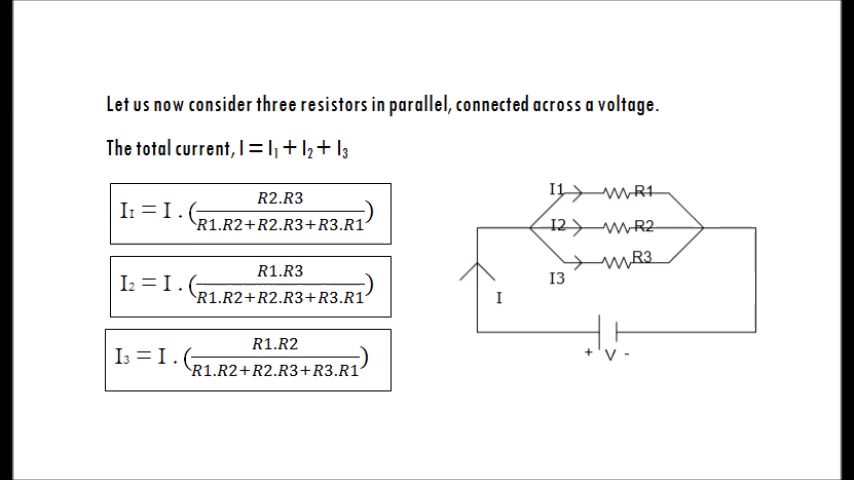 Let us now consider three resistors in parallel, connected across a voltage.
The total current, I = I₁ + I₂ + I₃
I₁ = I . (R2.R3 / R1.R2+R2.R3+R3.R1)
I₂ = I . (R1.R3 / R1.R2+R2.R3+R3.R1)
I₃ = I . (R1.R2 / R1.R2+R2.R3+R3.R1)
I1 R1
I2 R2
R3
I3
I
+ V -